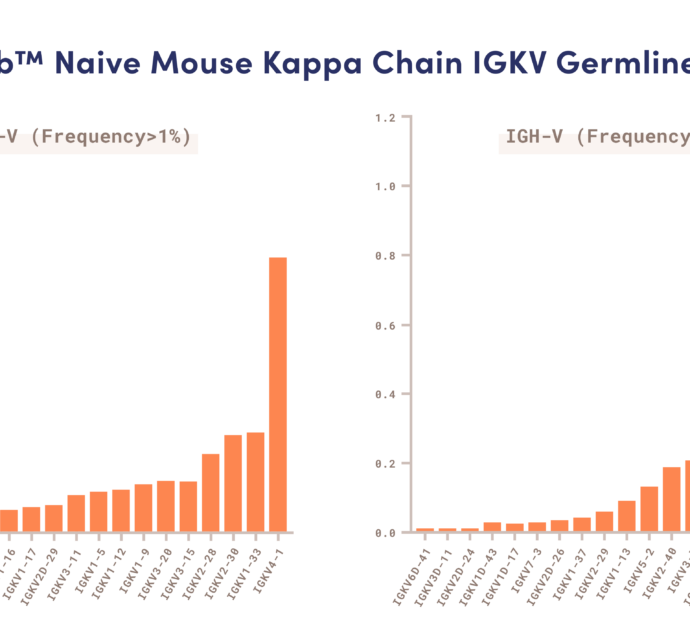 b™ Naive Mouse Kappa Chain IGKV Germline
-V (Frequency>1%)
1-16
IGKV1-17
IGKV2D-29
IGKV3-11
IGKV1-5
IGKV1-12
IGKV1-9
IGKV3-20
IGKV3-15
IGKV2-28
IGKV2-30
IGKV1-33
IGKV4-1
IGH-V (Frequency
1.2
1.0
0.8
0.6
0.4
0.2
0.0
IGKV6D-41
IGKV3D-11
IGKV2D-24
IGKV1D-43
IGKV1D-17
IGKV7-3
IGKV2D-26
IGKV1-37
IGKV2-29
IGKV1-13
IGKV5-2
IGKV2-40